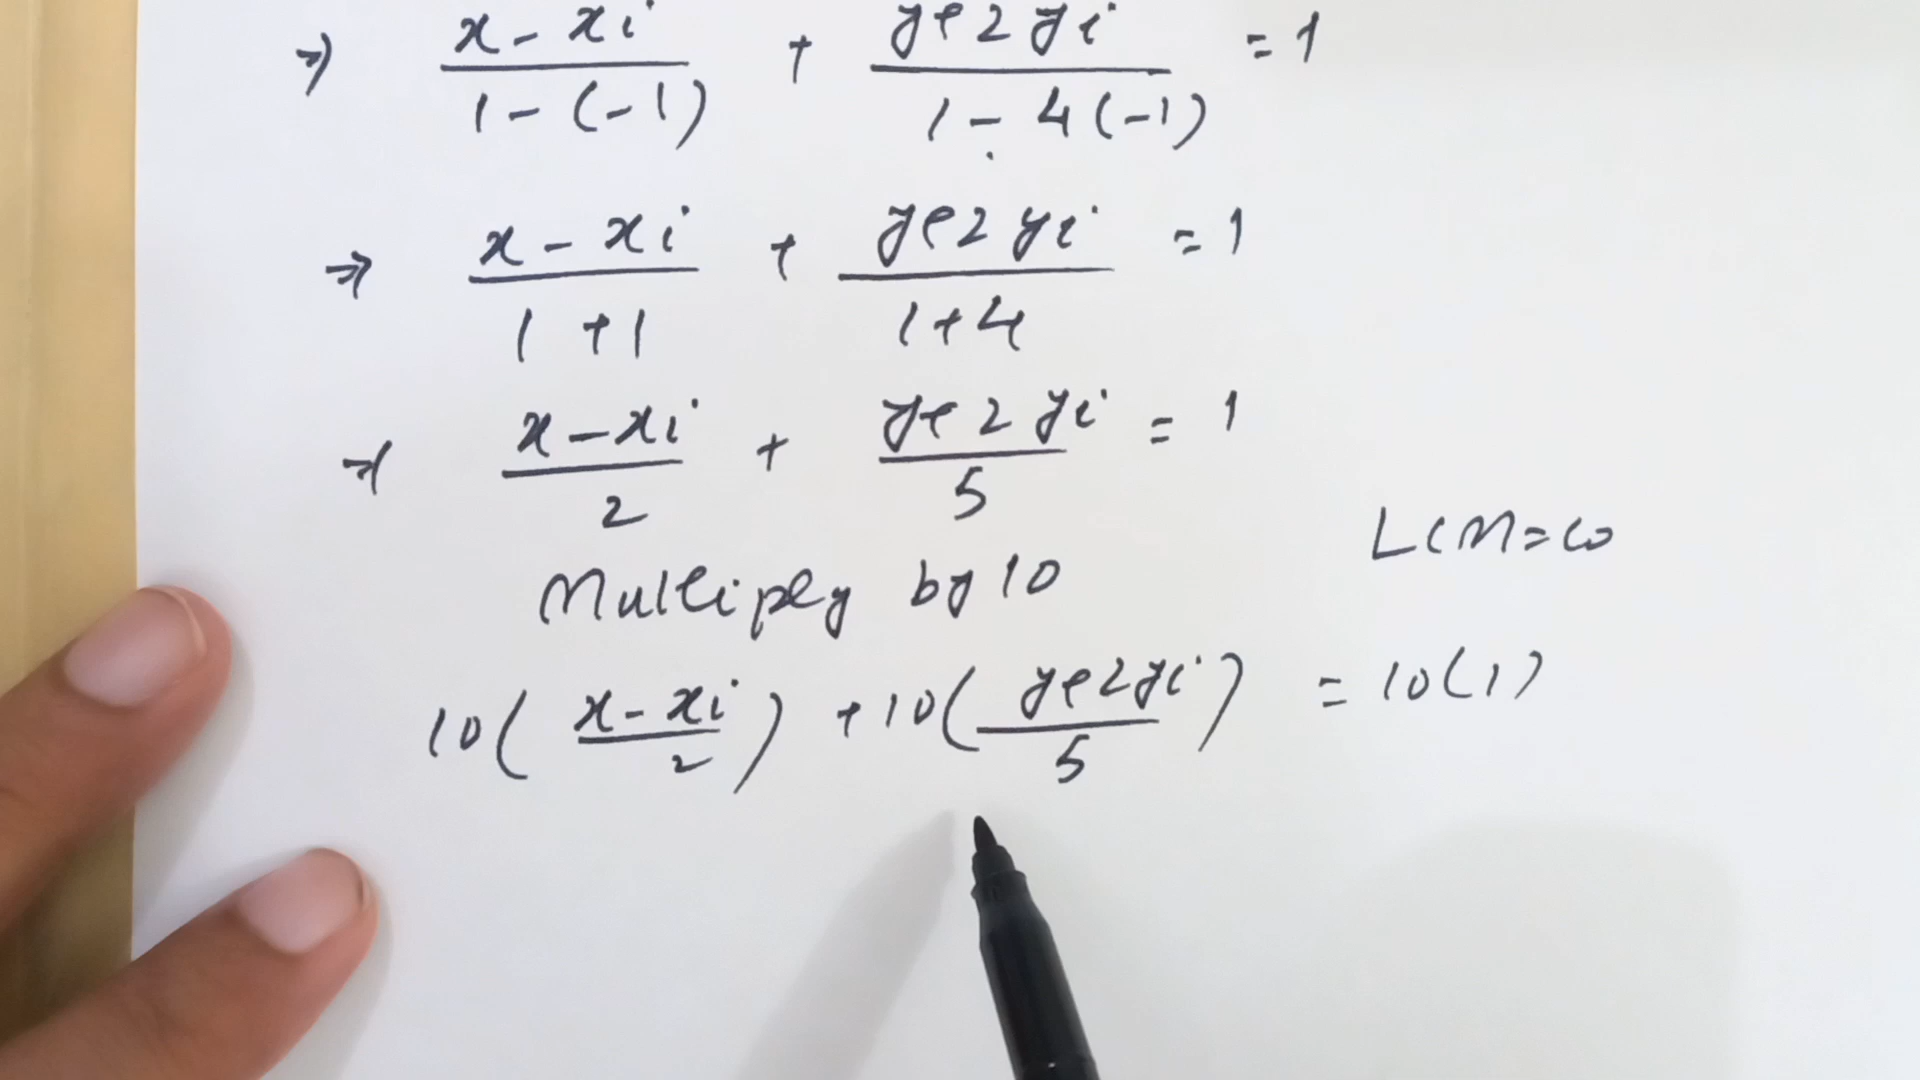 ⇒ x - xi / 1 - (-1) + y + 2yi / 1 - 4(-1) = 1
⇒ x - xi / 1 + 1 + y + 2yi / 1 + 4 = 1
⇒ x - xi / 2 + y + 2yi / 5 = 1
LCM = 10
Multiply by 10
10( x - xi / 2 ) + 10( y + 2yi / 5 ) = 10(1)